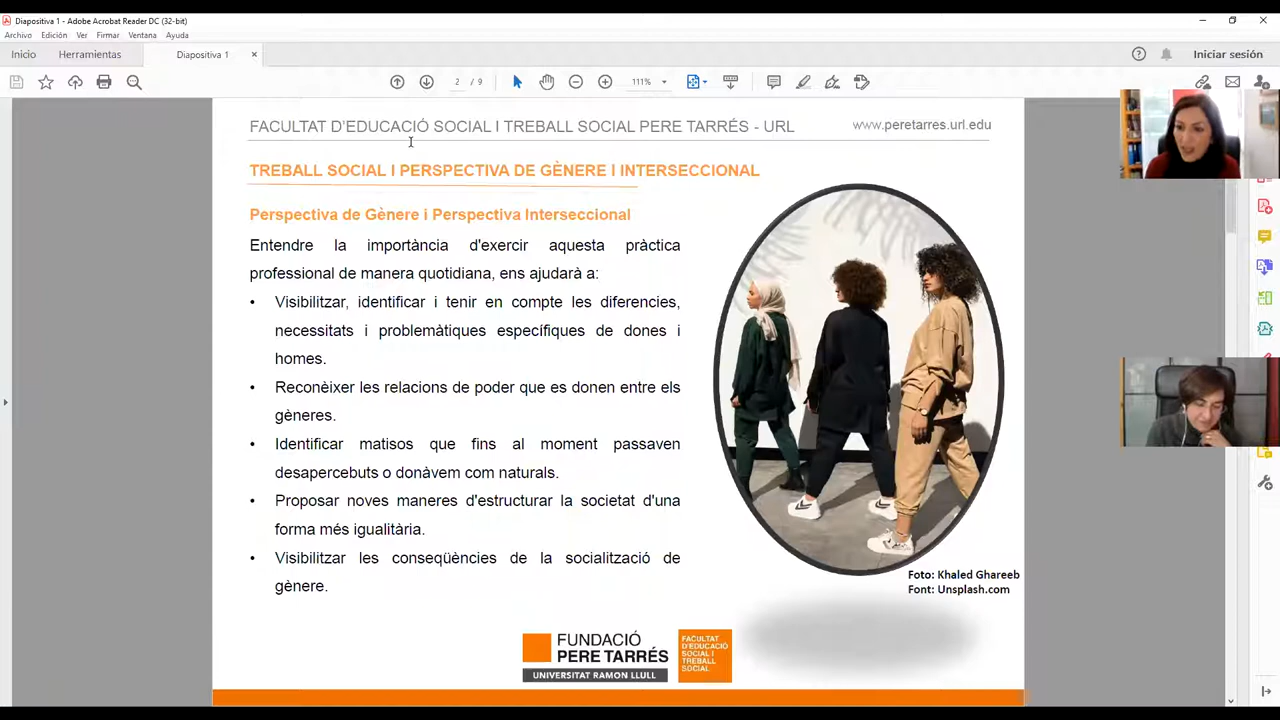 Diapositiva 1 - Adobe Acrobat Reader DC (32-bit)
Archivo Edición Ver Firmar Ventana Ayuda
Inicio Herramientas Diapositiva 1 Iniciar sesión
2 / 9 111%
FACULTAT D'EDUCACIÓ SOCIAL I TREBALL SOCIAL PERE TARRÉS - URL www.peretarres.url.edu
TREBALL SOCIAL I PERSPECTIVA DE GÈNERE I INTERSECCIONAL
Perspectiva de Gènere i Perspectiva Interseccional
Entendre la importància d'exercir aquesta pràctica
professional de manera quotidiana, ens ajudarà a:
• Visibilitzar, identificar i tenir en compte les diferencies,
necessitats i problemàtiques específiques de dones i
homes.
• Reconèixer les relacions de poder que es donen entre els
gèneres.
• Identificar matisos que fins al moment passaven
desapercebuts o donàvem com naturals.
• Proposar noves maneres d'estructurar la societat d'una
forma més igualitària.
• Visibilitzar les conseqüències de la socialització de
gènere.
Foto: Khaled Ghareeb
Font: Unsplash.com
FUNDACIÓ
PERE TARRÉS
UNIVERSITAT RAMON LLULL
FACULTAT
D'EDUCACIÓ
SOCIAL I
TREBALL
SOCIAL